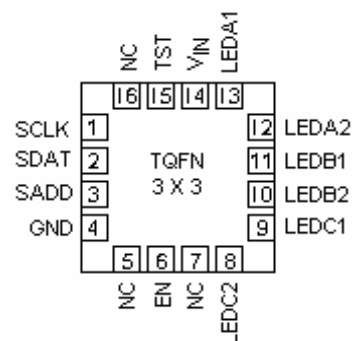 NC TST VIN LEDA1
16 15 14 13
SCLK 1 12 LEDA2
SDAT 2 TQFN 11 LEDB1
SADD 3 3 X 3 10 LEDB2
GND 4 9 LEDC1
5 6 7 8
NC EN NC LEDC2